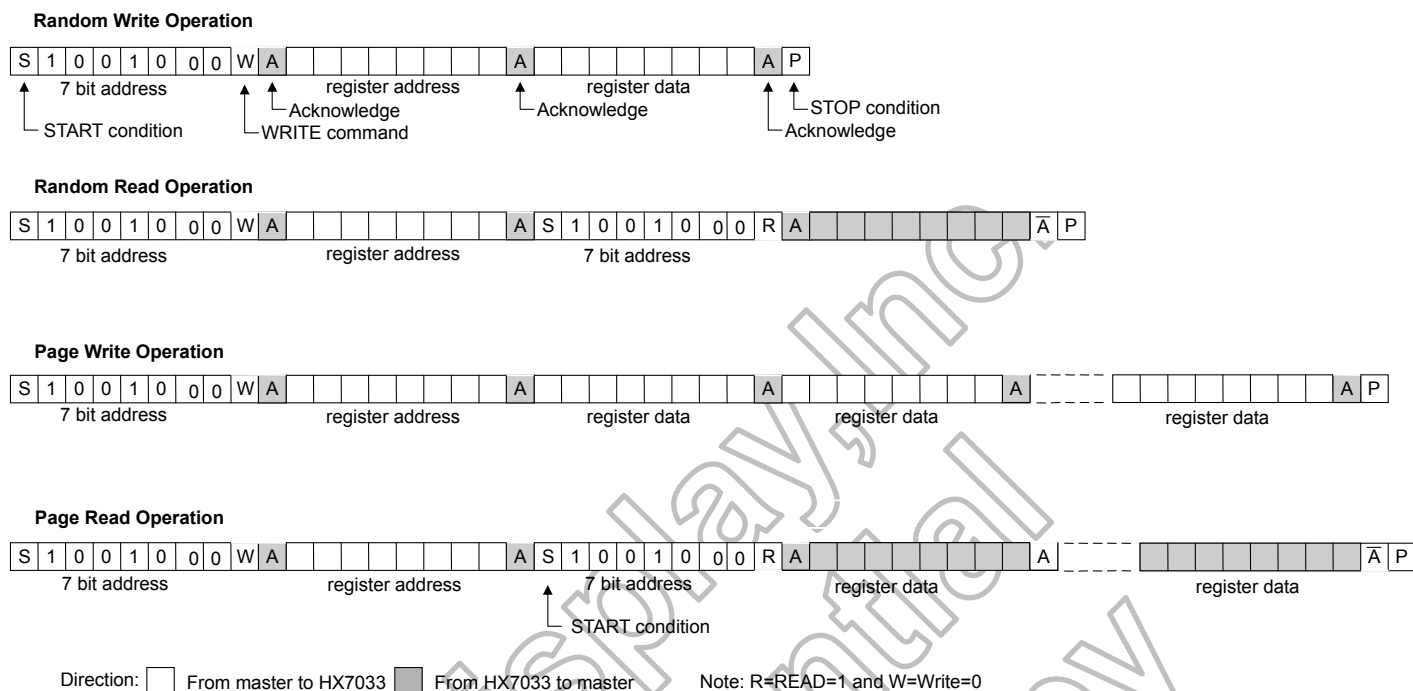 Random Write Operation
S 1 0 0 1 0 0 0 W A A A P
7 bit address register address register data
Acknowledge Acknowledge STOP condition
START condition WRITE command Acknowledge
Random Read Operation
S 1 0 0 1 0 0 0 W A A S 1 0 0 1 0 0 0 R A A̅ P
7 bit address register address 7 bit address
Page Write Operation
S 1 0 0 1 0 0 0 W A A A A A P
7 bit address register address register data register data register data
Page Read Operation
S 1 0 0 1 0 0 0 W A A S 1 0 0 1 0 0 0 R A A A̅ P
7 bit address register address 7 bit address register data register data
START condition
Direction: From master to HX7033 From HX7033 to master Note: R=READ=1 and W=Write=0